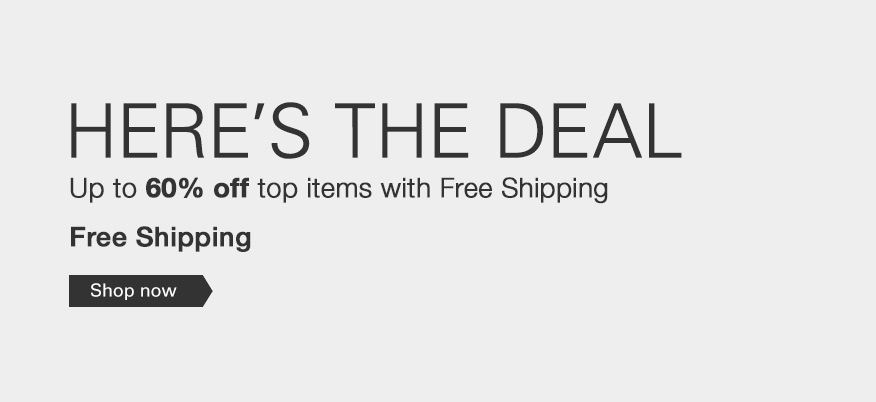 HERE'S THE DEAL
Up to 60% off top items with Free Shipping
Free Shipping
Shop now